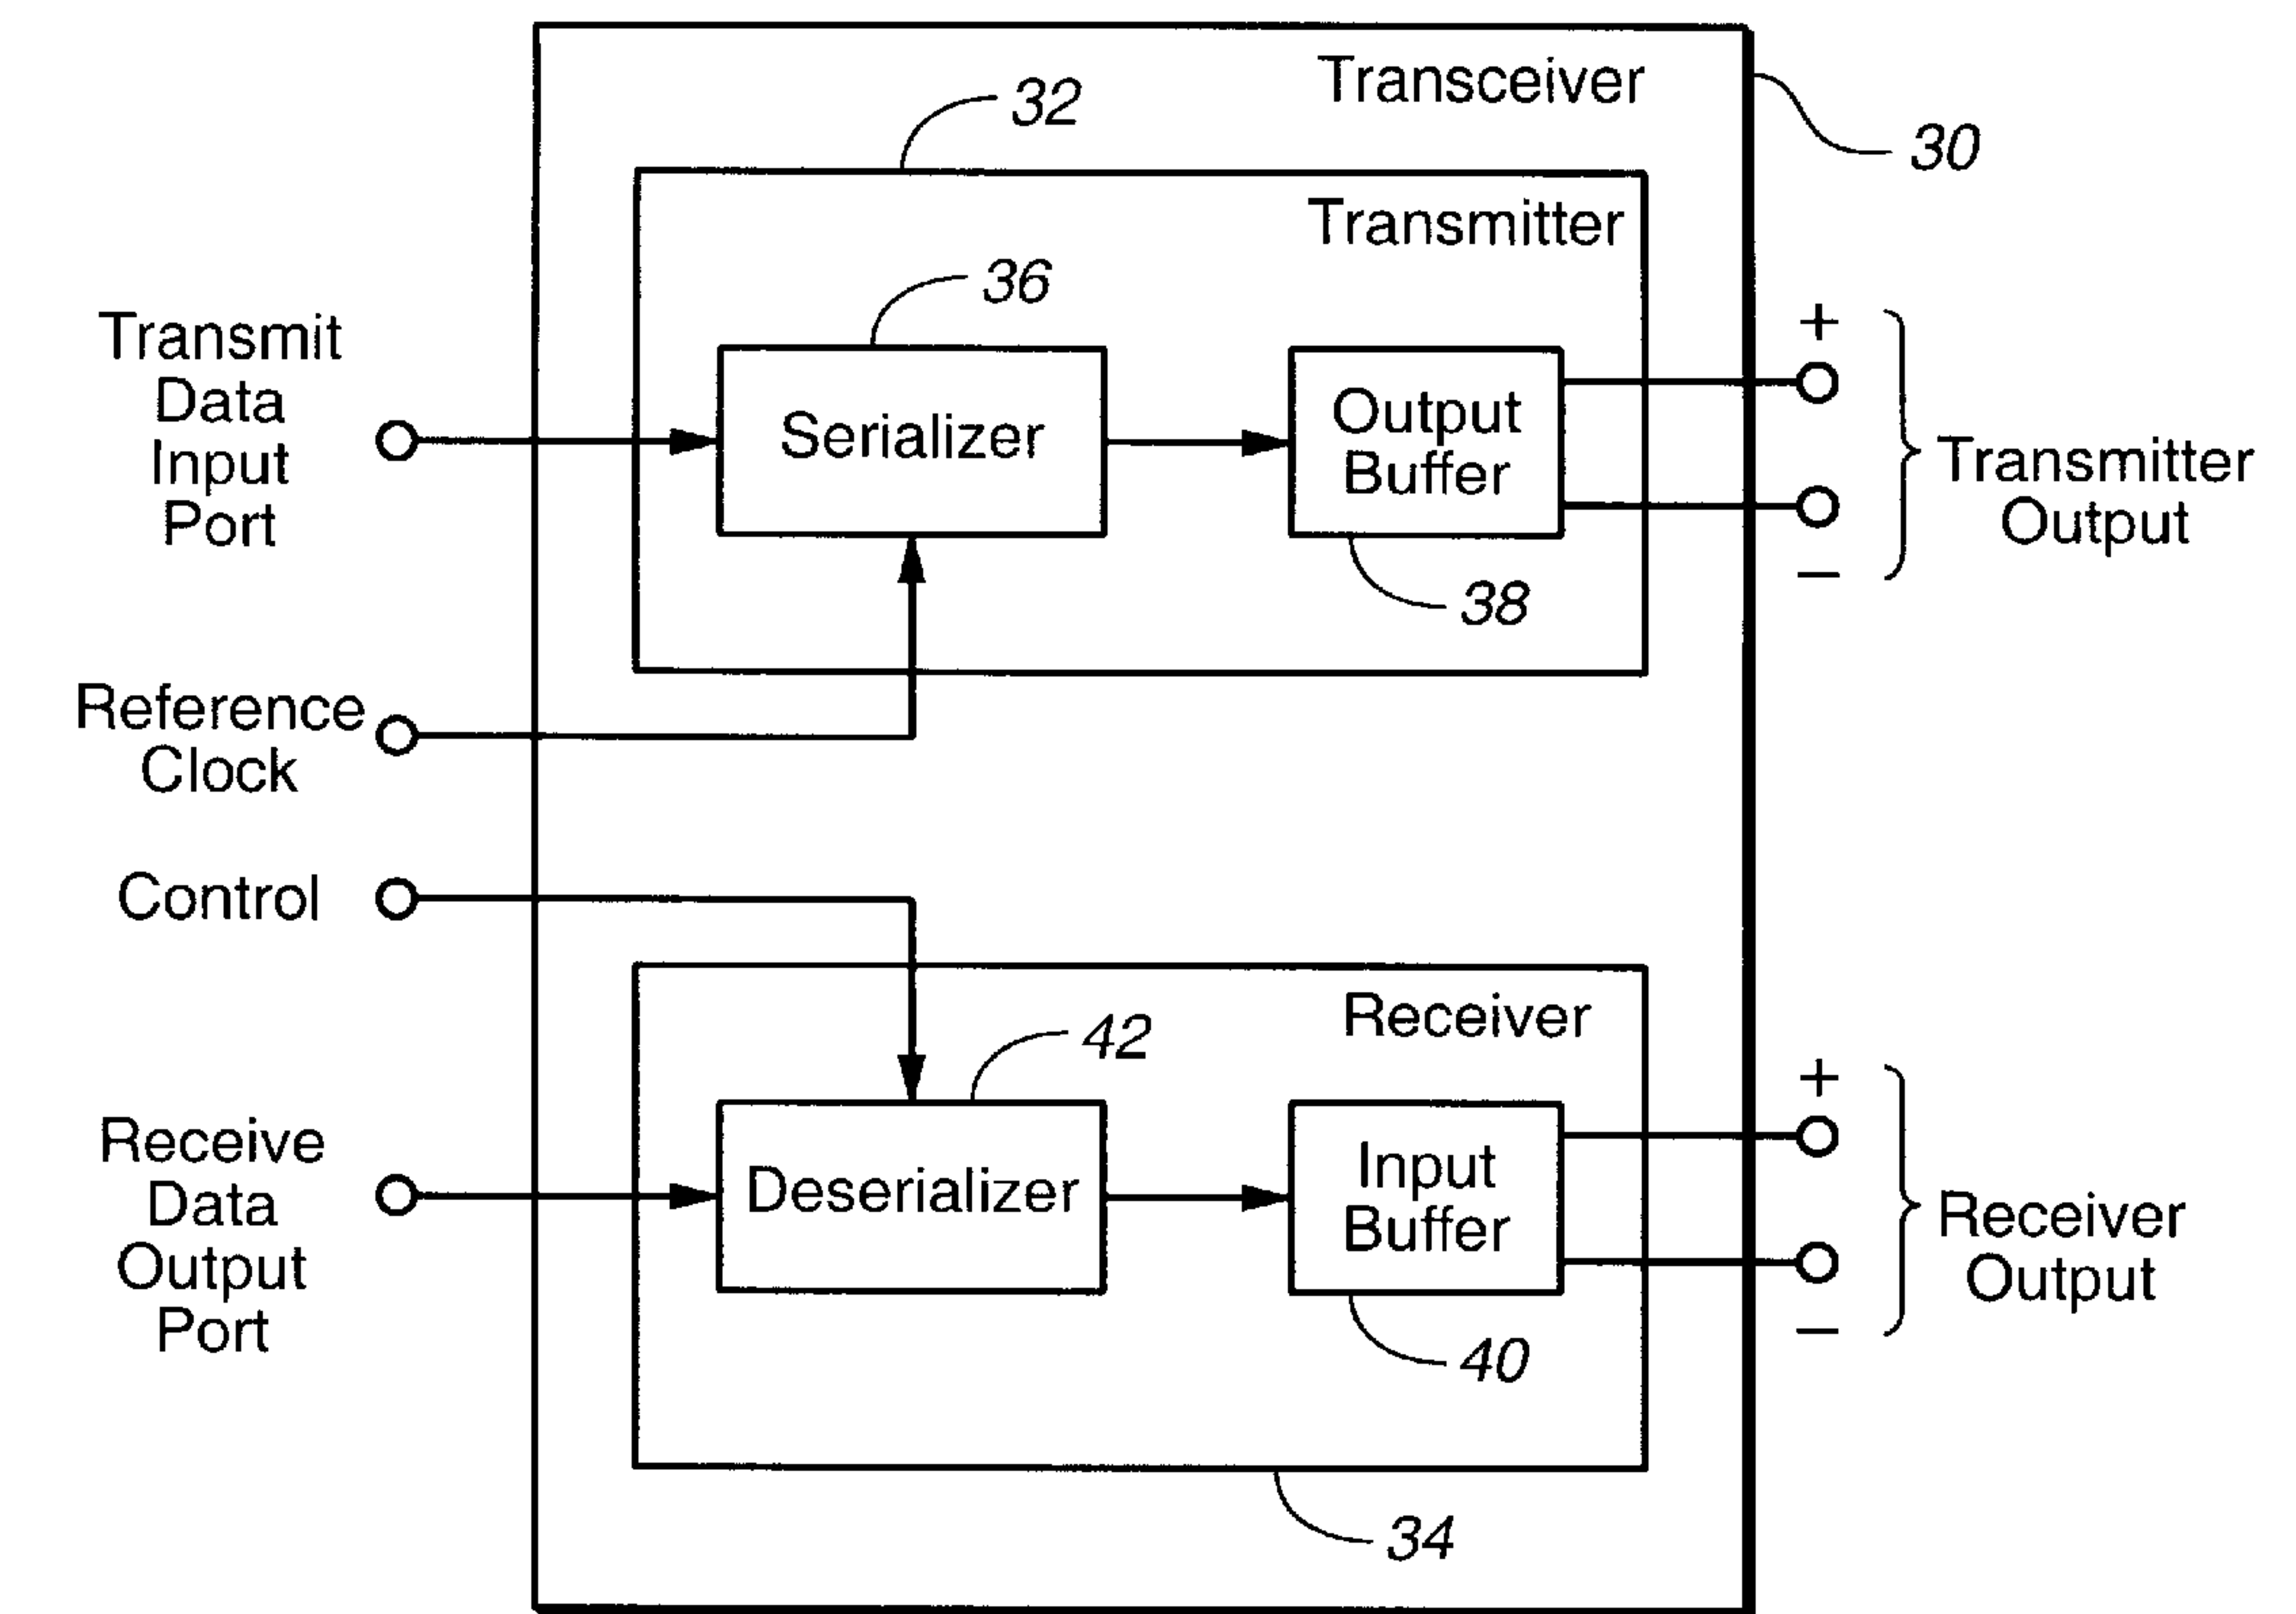 Transceiver
30
32
Transmitter
36
Transmit
Data
Input
Port
Serializer
Output
Buffer
38
+
−
Transmitter
Output
Reference
Clock
Control
Receiver
42
Receive
Data
Output
Port
Deserializer
Input
Buffer
40
+
−
Receiver
Output
34